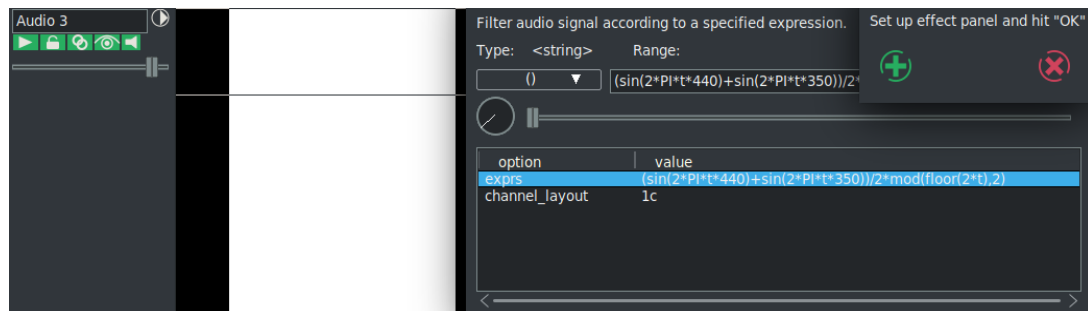 Audio 3
Filter audio signal according to a specified expression.
Set up effect panel and hit "OK"
Type: <string> Range:
() ▼ (sin(2*PI*t*440)+sin(2*PI*t*350))/2*
option value
exprs (sin(2*PI*t*440)+sin(2*PI*t*350))/2*mod(floor(2*t),2)
channel_layout 1c